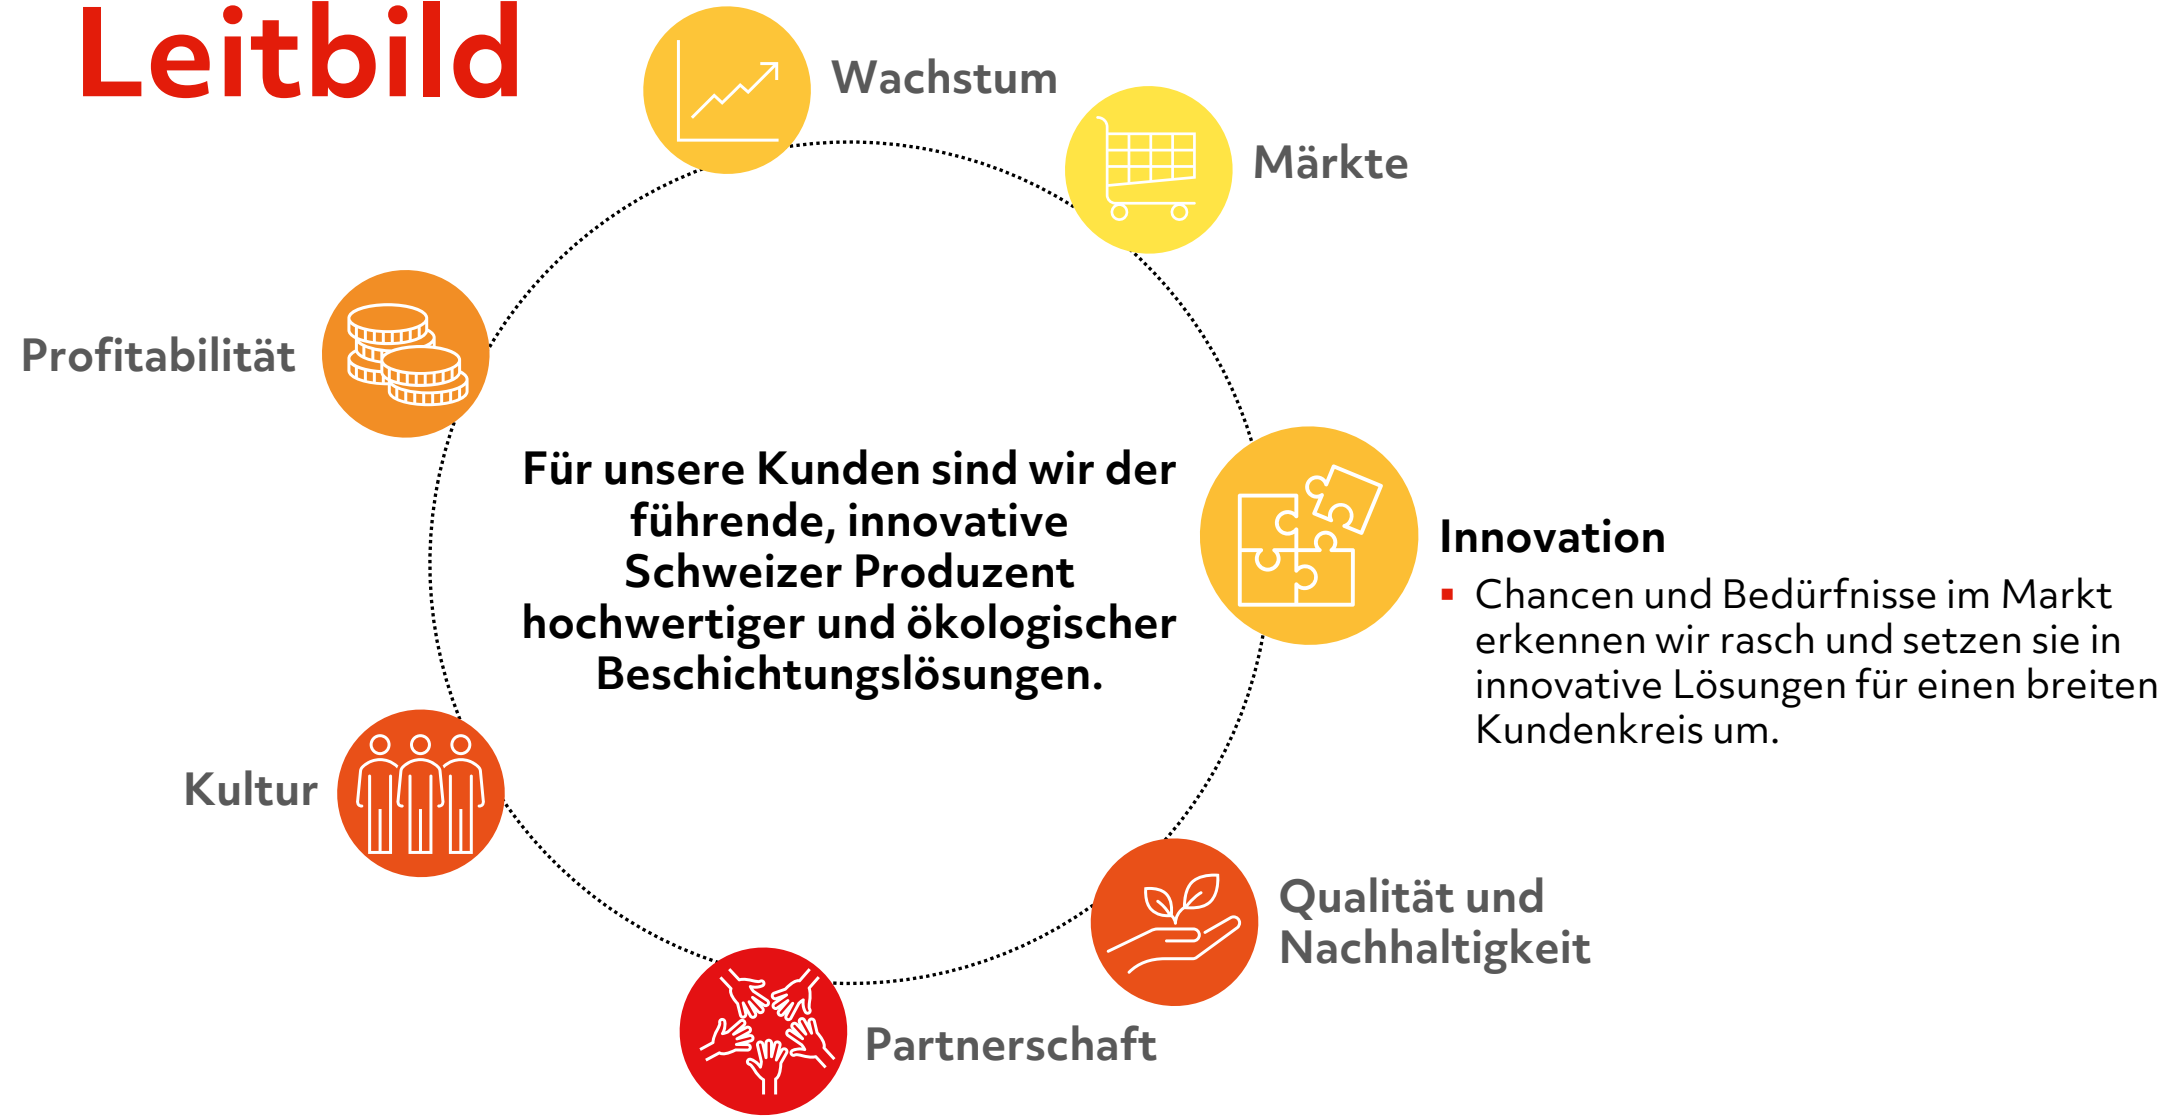 Leitbild
Wachstum
Märkte
Profitabilität
Für unsere Kunden sind wir der
führende, innovative
Schweizer Produzent
hochwertiger und ökologischer
Beschichtungslösungen.
Innovation
▪ Chancen und Bedürfnisse im Markt
erkennen wir rasch und setzen sie in
innovative Lösungen für einen breiten
Kundenkreis um.
Kultur
Qualität und
Nachhaltigkeit
Partnerschaft